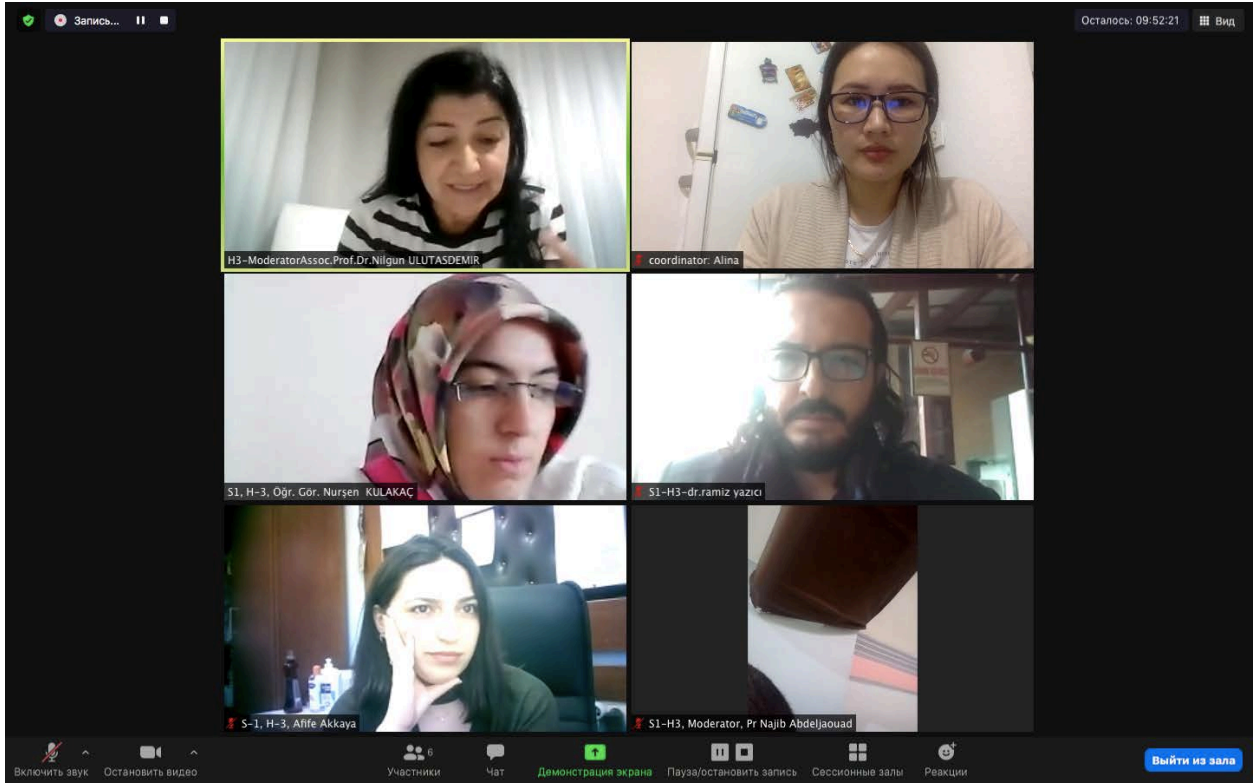 Запись...
Осталось: 09:52:21
Вид
H3-ModeratorAssoc.Prof.Dr.Nilgun ULUTASDEMIR
coordinator: Alina
S1, H-3, Öğr. Gör. Nurşen KULAKAÇ
S1-H3-dr.ramiz yazıcı
S-1, H-3, Afife Akkaya
S1-H3, Moderator, Pr Najib Abdeljaouad
Включить звук
Остановить видео
6
Участники
Чат
Демонстрация экрана
Пауза/остановить запись
Сессионные залы
Реакции
Выйти из зала